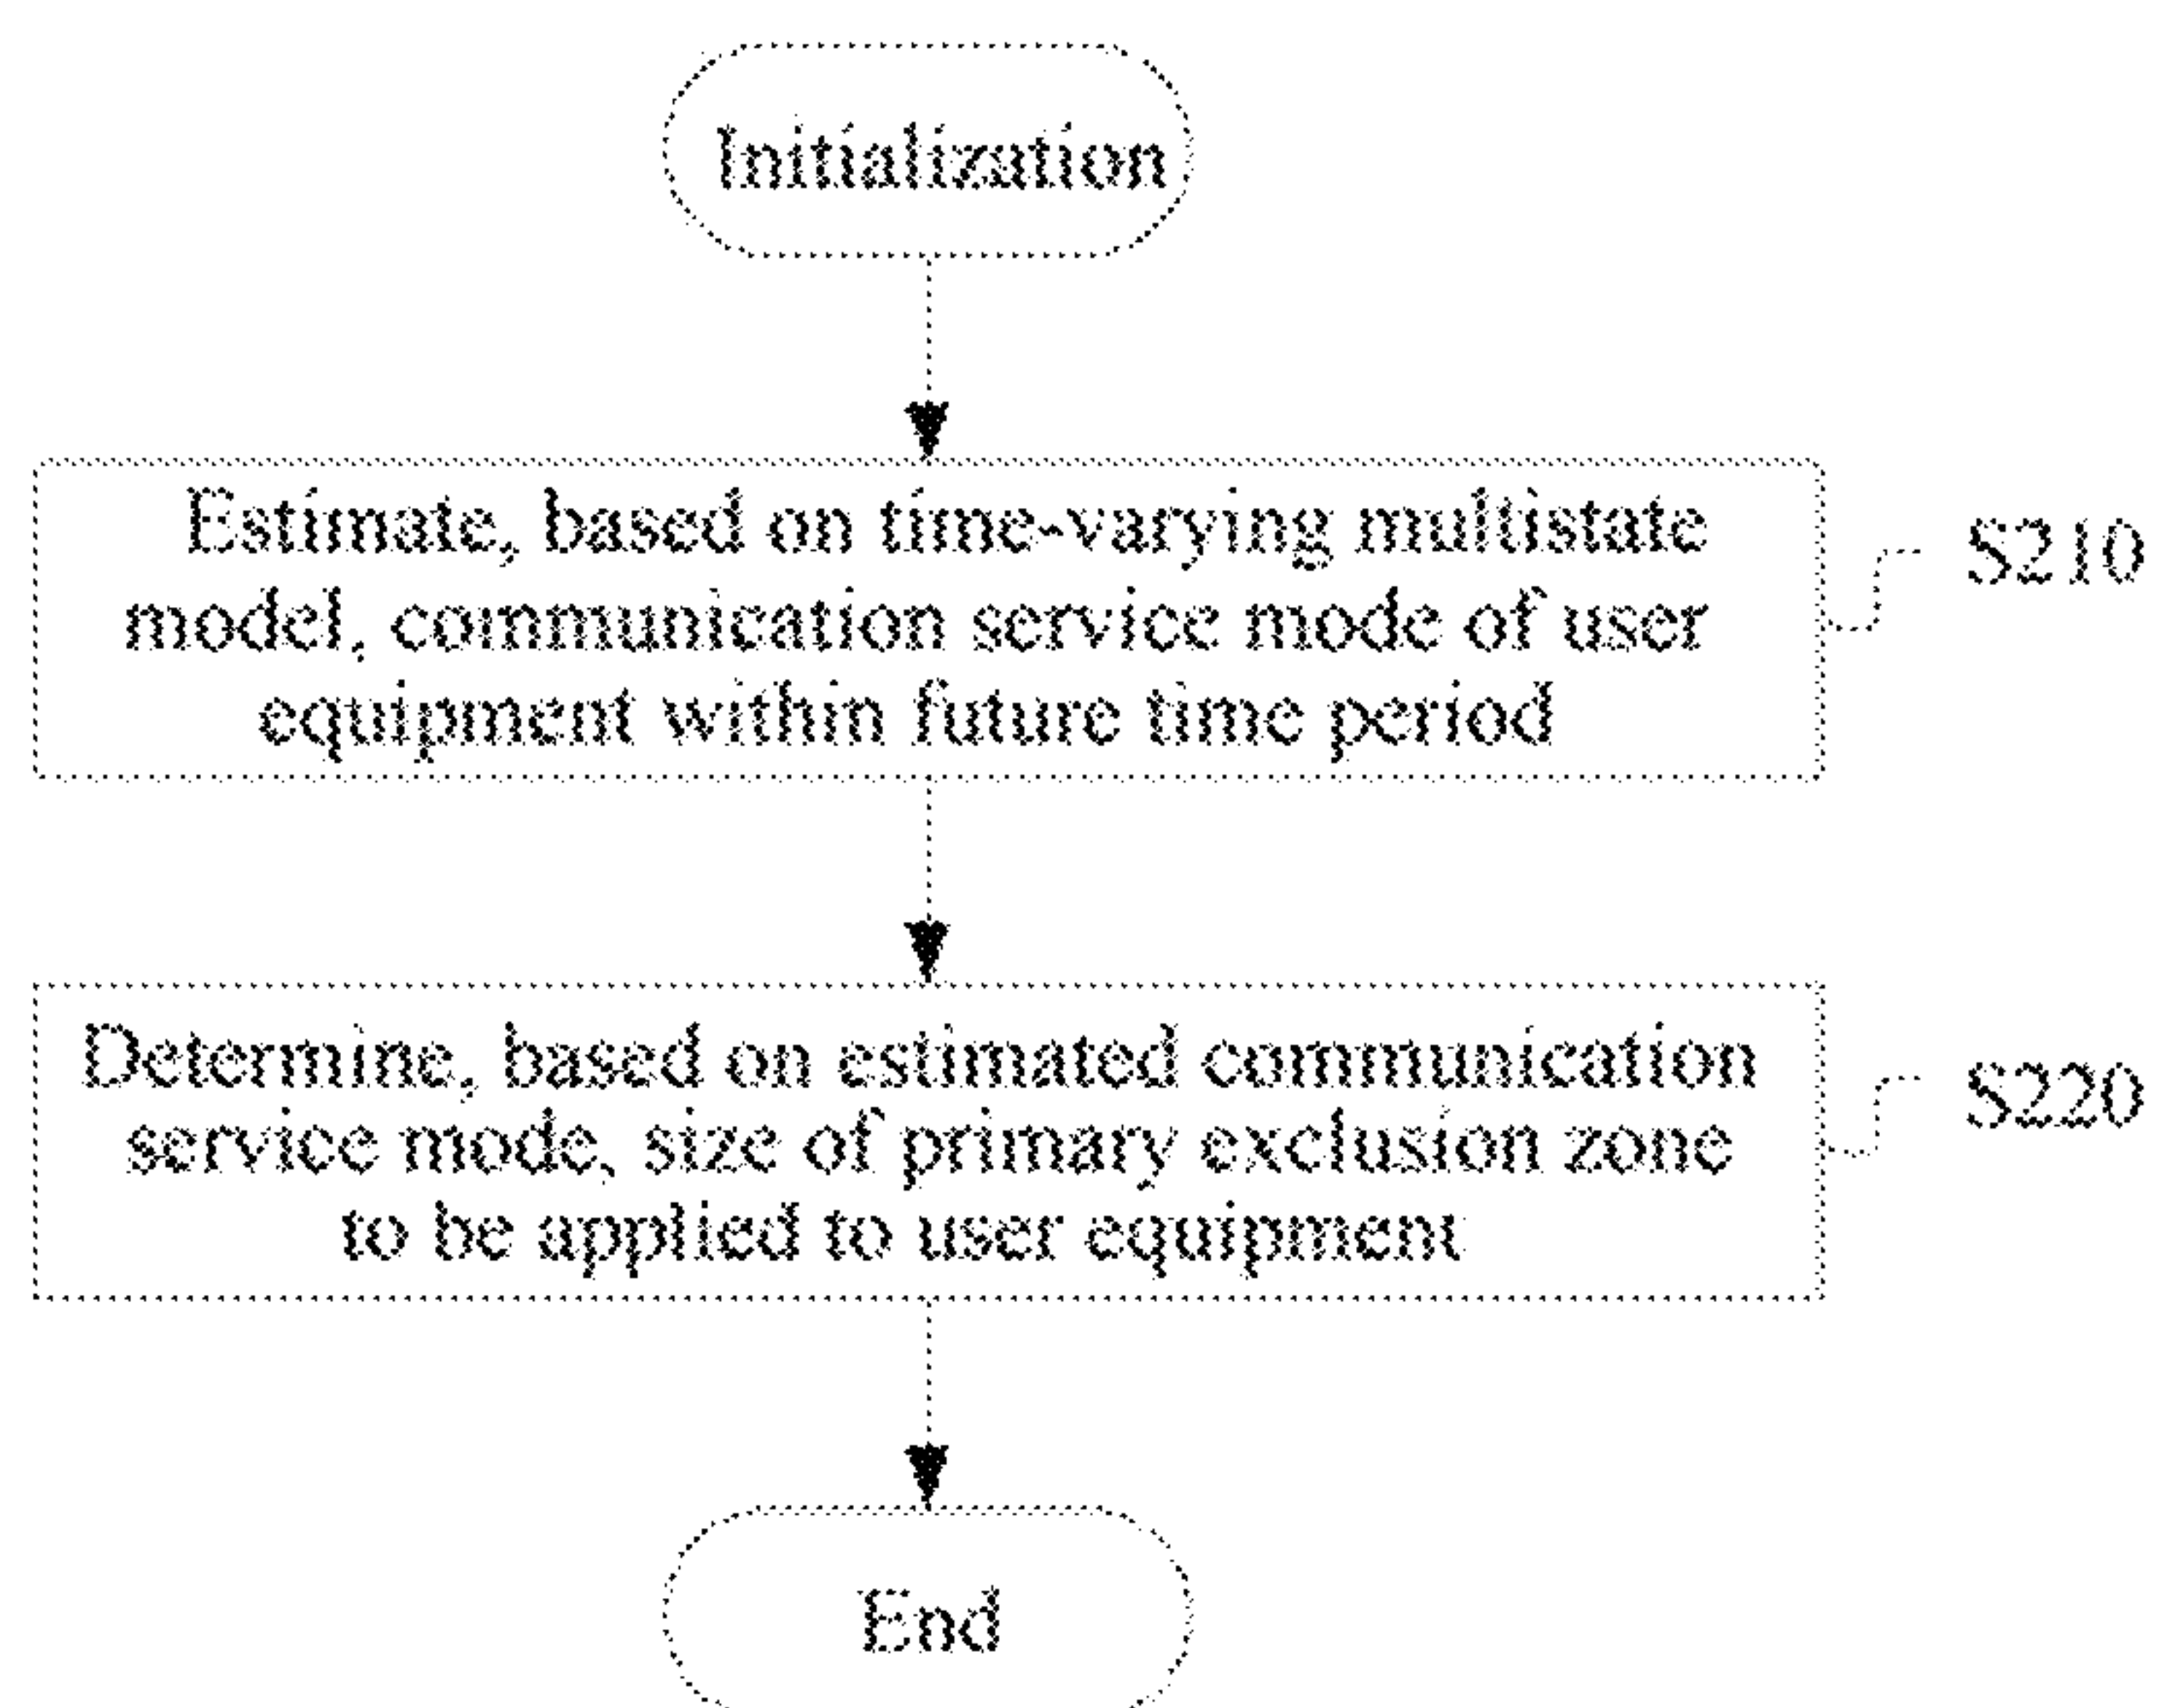 Initialization
Estimate, based on time-varying multistate
model, communication service mode of user
equipment within future time period
S210
Determine, based on estimated communication
service mode, size of primary exclusion zone
to be applied to user equipment
S220
End